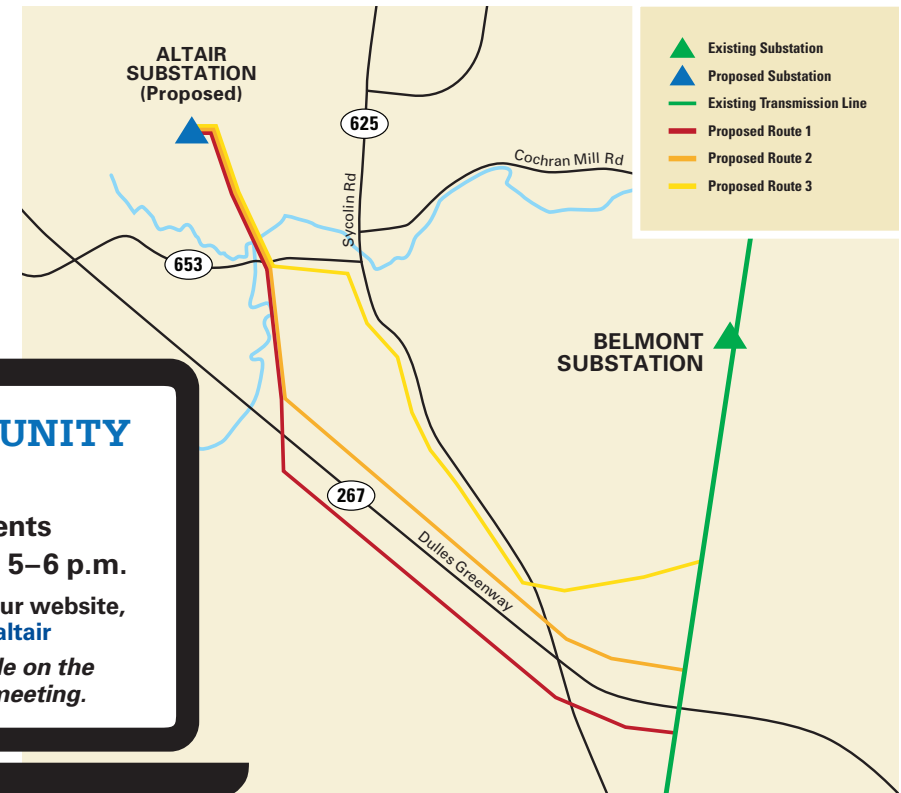 ALTAIR
SUBSTATION
(Proposed)
625
Cochran Mill Rd
Sycolin Rd
653
Existing Substation
Proposed Substation
Existing Transmission Line
Proposed Route 1
Proposed Route 2
Proposed Route 3
BELMONT
SUBSTATION
267
Dulles Greenway
UNITY
ents
5–6 p.m.
ur website,
altair
le on the
meeting.